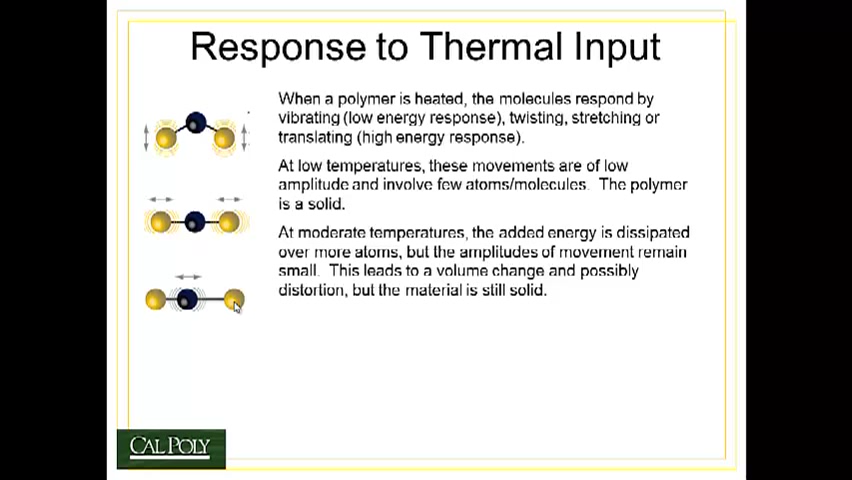 Response to Thermal Input
When a polymer is heated, the molecules respond by
vibrating (low energy response), twisting, stretching or
translating (high energy response).
At low temperatures, these movements are of low
amplitude and involve few atoms/molecules. The polymer
is a solid.
At moderate temperatures, the added energy is dissipated
over more atoms, but the amplitudes of movement remain
small. This leads to a volume change and possibly
distortion, but the material is still solid.
CAL POLY